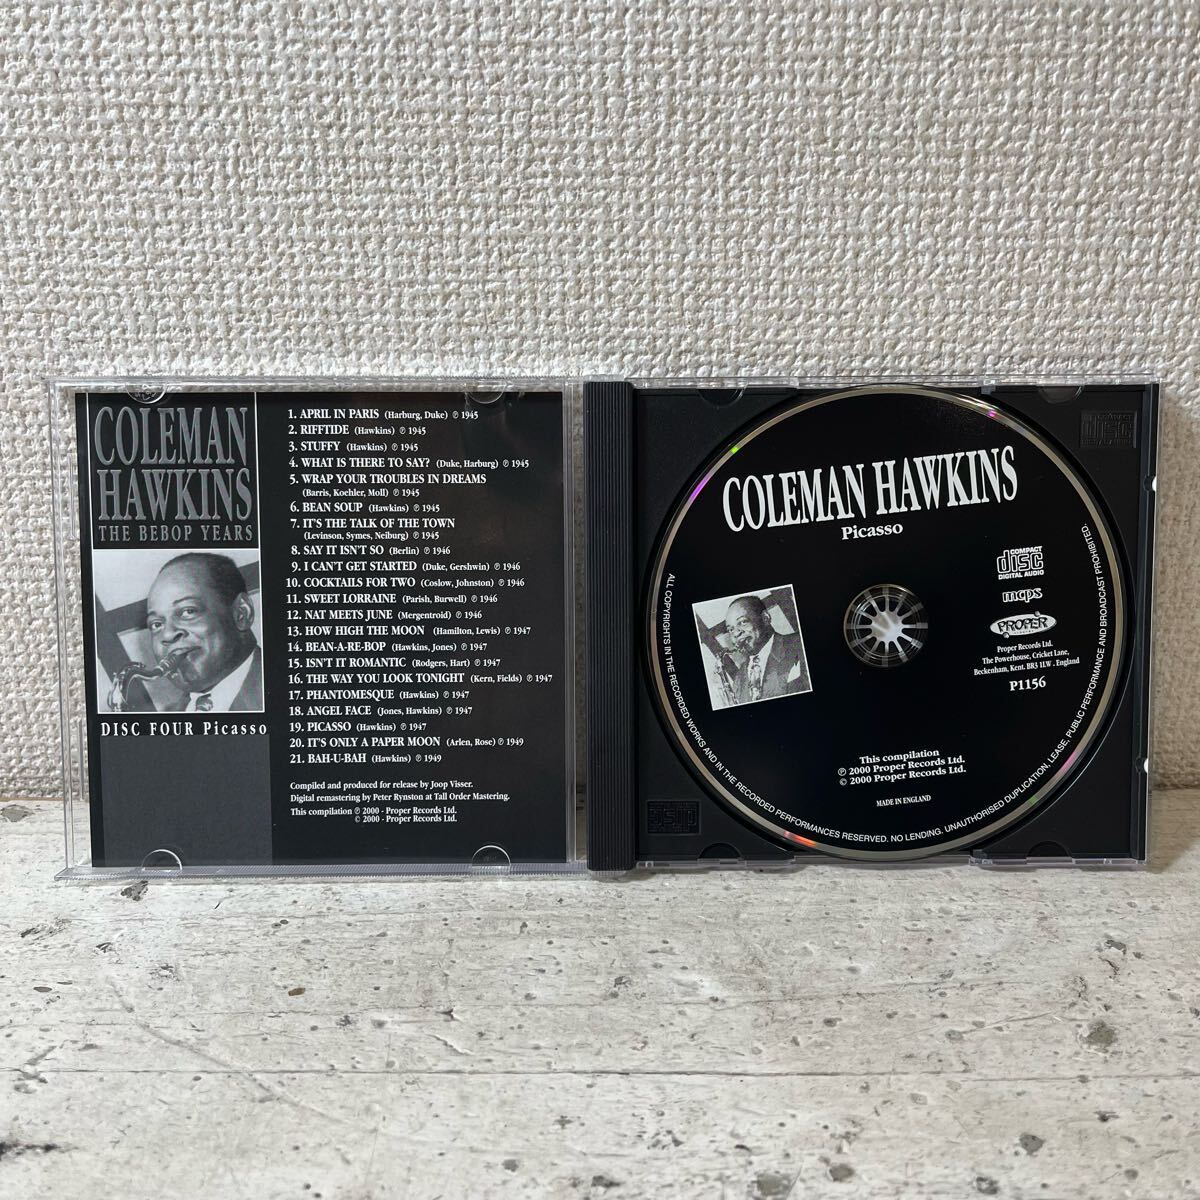 COLEMAN
HAWKINS
THE BEBOP YEARS
DISC FOUR Picasso
1. APRIL IN PARIS (Harburg, Duke) ℗ 1945
2. RIFFTIDE (Hawkins) ℗ 1945
3. STUFFY (Hawkins) ℗ 1945
4. WHAT IS THERE TO SAY? (Duke, Harburg) ℗ 1945
5. WRAP YOUR TROUBLES IN DREAMS
(Barris, Koehler, Moll) ℗ 1945
6. BEAN SOUP (Hawkins) ℗ 1945
7. IT'S THE TALK OF THE TOWN
(Levinson, Symes, Neiburg) ℗ 1945
8. SAY IT ISN'T SO (Berlin) ℗ 1946
9. I CAN'T GET STARTED (Duke, Gershwin) ℗ 1946
10. COCKTAILS FOR TWO (Coslow, Johnston) ℗ 1946
11. SWEET LORRAINE (Parish, Burwell) ℗ 1946
12. NAT MEETS JUNE (Mergentroid) ℗ 1946
13. HOW HIGH THE MOON (Hamilton, Lewis) ℗ 1947
14. BEAN-A-RE-BOP (Hawkins, Jones) ℗ 1947
15. ISN'T IT ROMANTIC (Rodgers, Hart) ℗ 1947
16. THE WAY YOU LOOK TONIGHT (Kern, Fields) ℗ 1947
17. PHANTOMESQUE (Hawkins) ℗ 1947
18. ANGEL FACE (Jones, Hawkins) ℗ 1947
19. PICASSO (Hawkins) ℗ 1947
20. IT'S ONLY A PAPER MOON (Arlen, Rose) ℗ 1949
21. BAH-U-BAH (Hawkins) ℗ 1949
Compiled and produced for release by Joop Visser.
Digital remastering by Peter Rynston at Tall Order Mastering.
This compilation ℗ 2000 - Proper Records Ltd.
© 2000 - Proper Records Ltd.
COLEMAN HAWKINS
Picasso
COMPACT
disc
DIGITAL AUDIO
mcps
PROPER
Proper Records Ltd.
The Powerhouse, Cricket Lane,
Beckenham, Kent. BR3 1LW . England
P1156
This compilation
℗ 2000 Proper Records Ltd.
© 2000 Proper Records Ltd.
MADE IN ENGLAND
ALL COPYRIGHTS IN THE RECORDED WORKS AND IN THE RECORDED PERFORMANCES RESERVED. NO LENDING. UNAUTHORISED DUPLICATION, LEASE, PUBLIC PERFORMANCE AND BROADCAST PROHIBITED.
COMPACT
disc
DIGITAL AUDIO